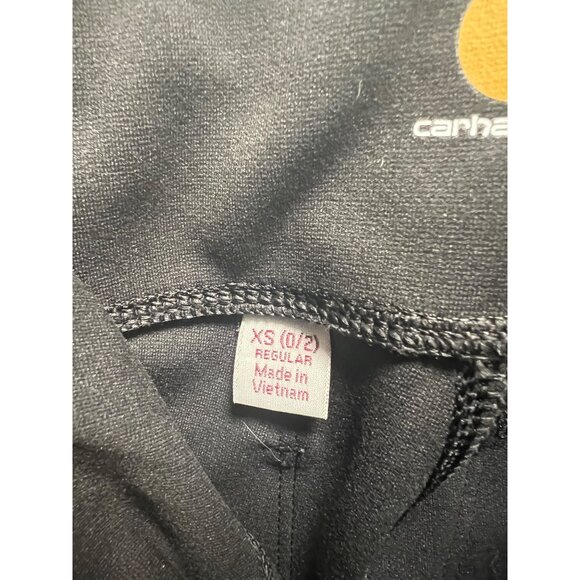 carha
XS (0/2)
REGULAR
Made in
Vietnam